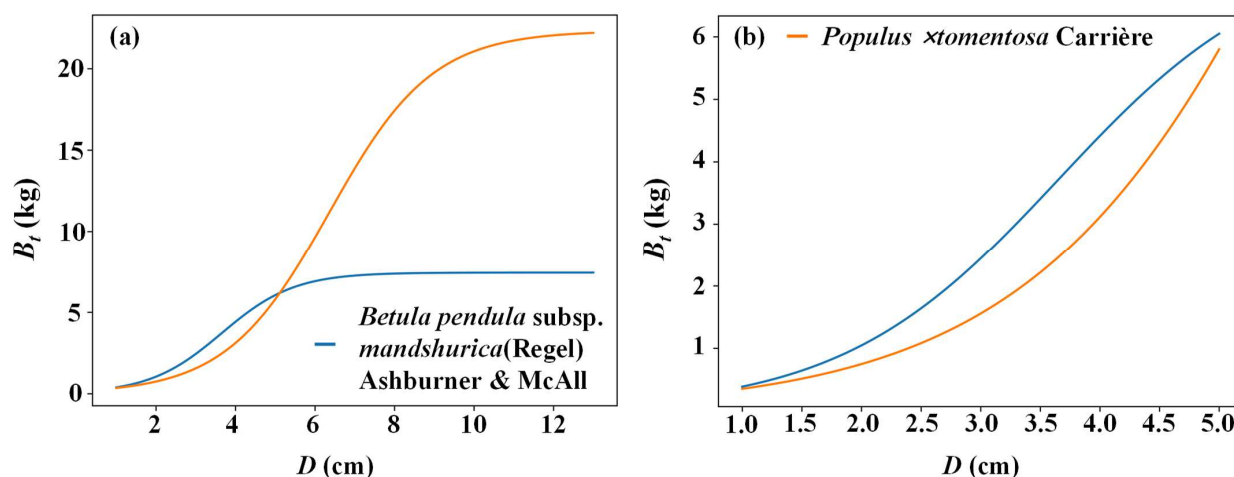 (a)
20
15
10
5
0
2
4
6
8
10
12
B_t (kg)
D (cm)
Betula pendula subsp.
mandshurica(Regel)
Ashburner & McAll
(b)
Populus ×tomentosa Carrière
6
5
4
3
2
1
1.0
1.5
2.0
2.5
3.0
3.5
4.0
4.5
5.0
B_t (kg)
D (cm)